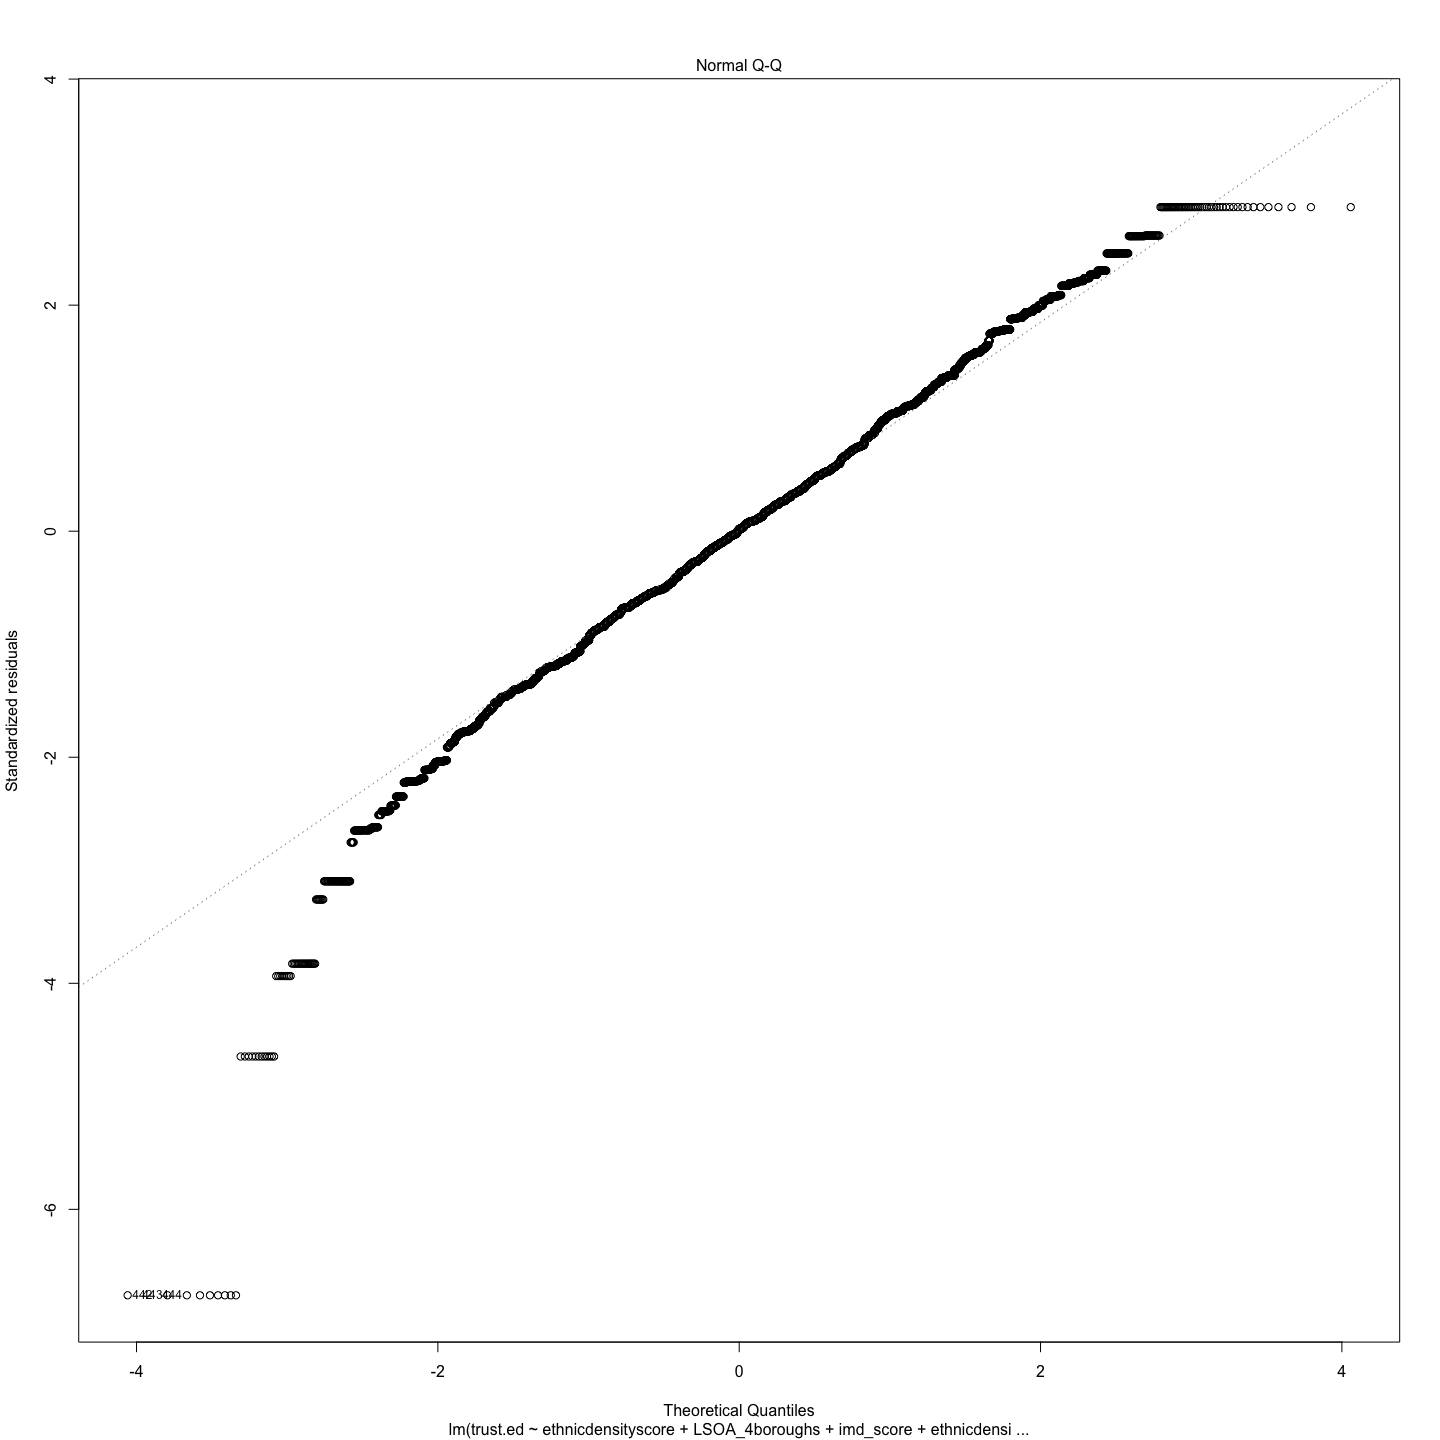 Normal Q-Q
4
2
0
-2
-4
-6
Standardized residuals
-4
-2
0
2
4
Theoretical Quantiles
lm(trust.ed ~ ethnicdensityscore + LSOA_4boroughs + imd_score + ethnicdensi ...